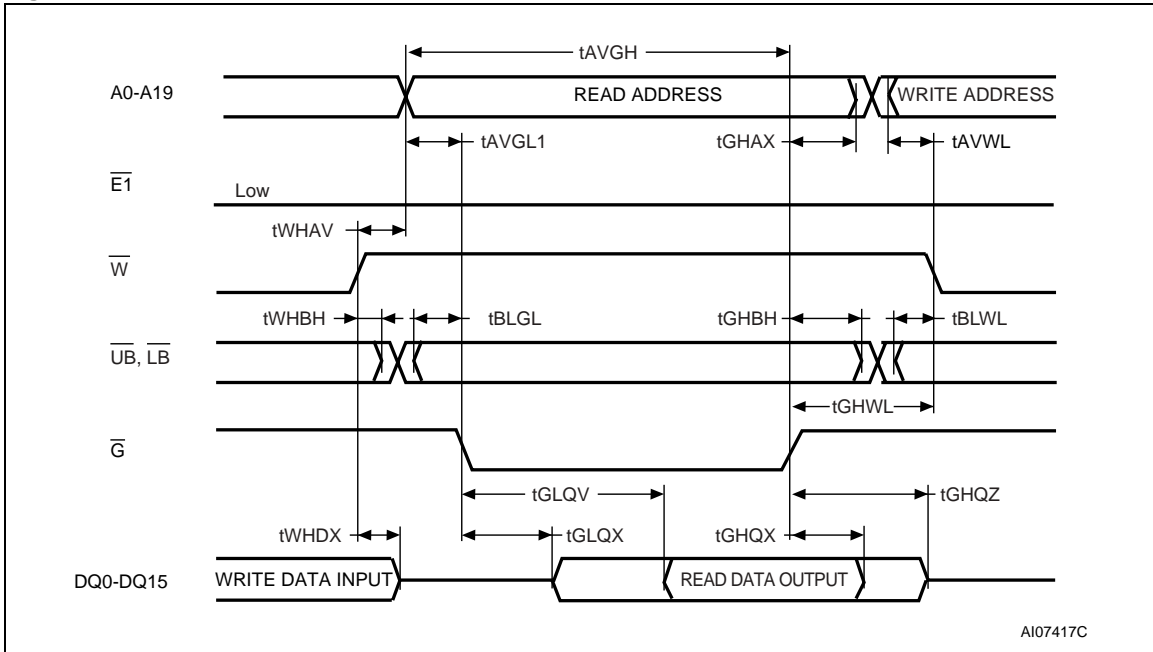 tAVGH
A0-A19
READ ADDRESS
WRITE ADDRESS
tAVGL1
tGHAX
tAVWL
E1
Low
tWHAV
W
tWHBH
tBLGL
tGHBH
tBLWL
UB, LB
tGHWL
G
tGLQV
tGHQZ
tWHDX
tGLQX
tGHQX
DQ0-DQ15
WRITE DATA INPUT
READ DATA OUTPUT
AI07417C